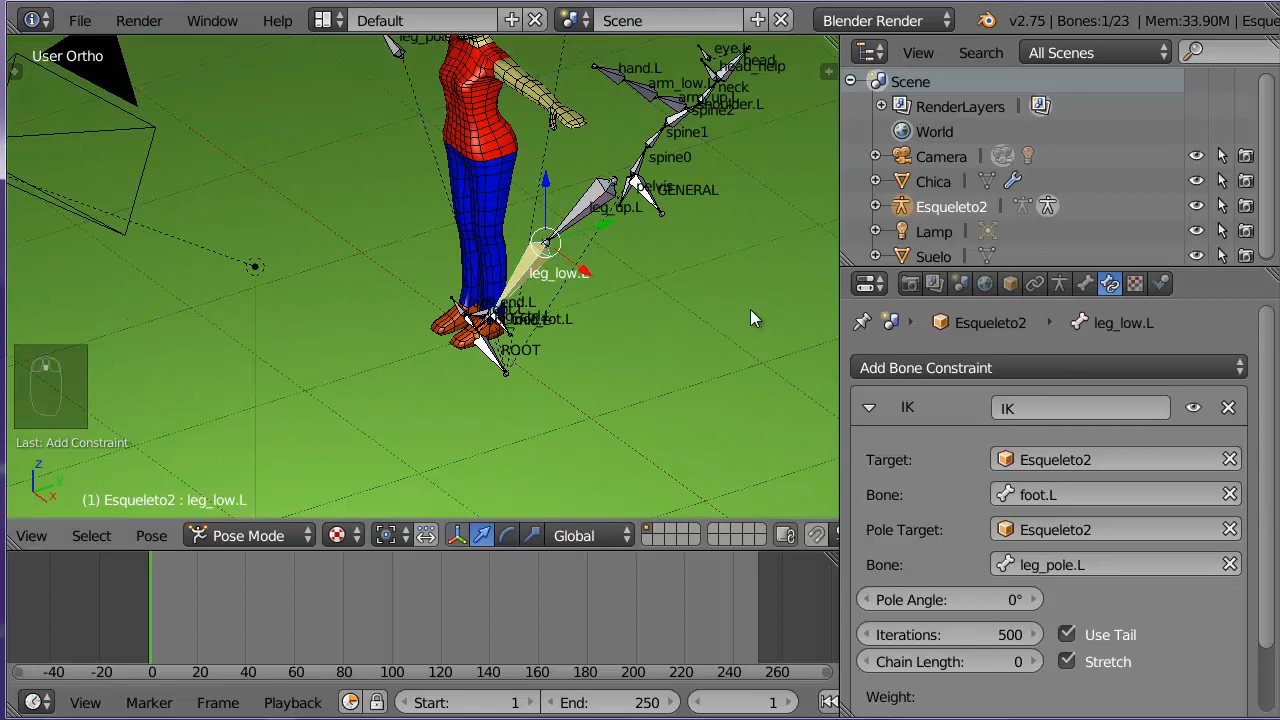 File Render Window Help Default Scene Blender Render v2.75 | Bones:1/23 | Mem:33.90M | Esque
User Ortho
leg_po
eye.
head
head_help
hand.L
neck
arm_low.L
arm_up
shoulder.L
spine2
spine1
spine0
pelvis
GENERAL
leg_up.L
leg_low.L
ROOT
Last: Add Constraint
z
y
x
(1) Esqueleto2 : leg_low.L
View Select Pose Pose Mode Global
-40 -20 0 20 40 60 80 100 120 140 160 180 200 220 240 260
View Marker Frame Playback Start: 1 End: 250 1
View Search All Scenes
Scene
RenderLayers
World
Camera
Chica
Esqueleto2
Lamp
Suelo
Esqueleto2 leg_low.L
Add Bone Constraint
IK IK
Target: Esqueleto2
Bone: foot.L
Pole Target: Esqueleto2
Bone: leg_pole.L
Pole Angle: 0°
Iterations: 500 Use Tail
Chain Length: 0 Stretch
Weight: